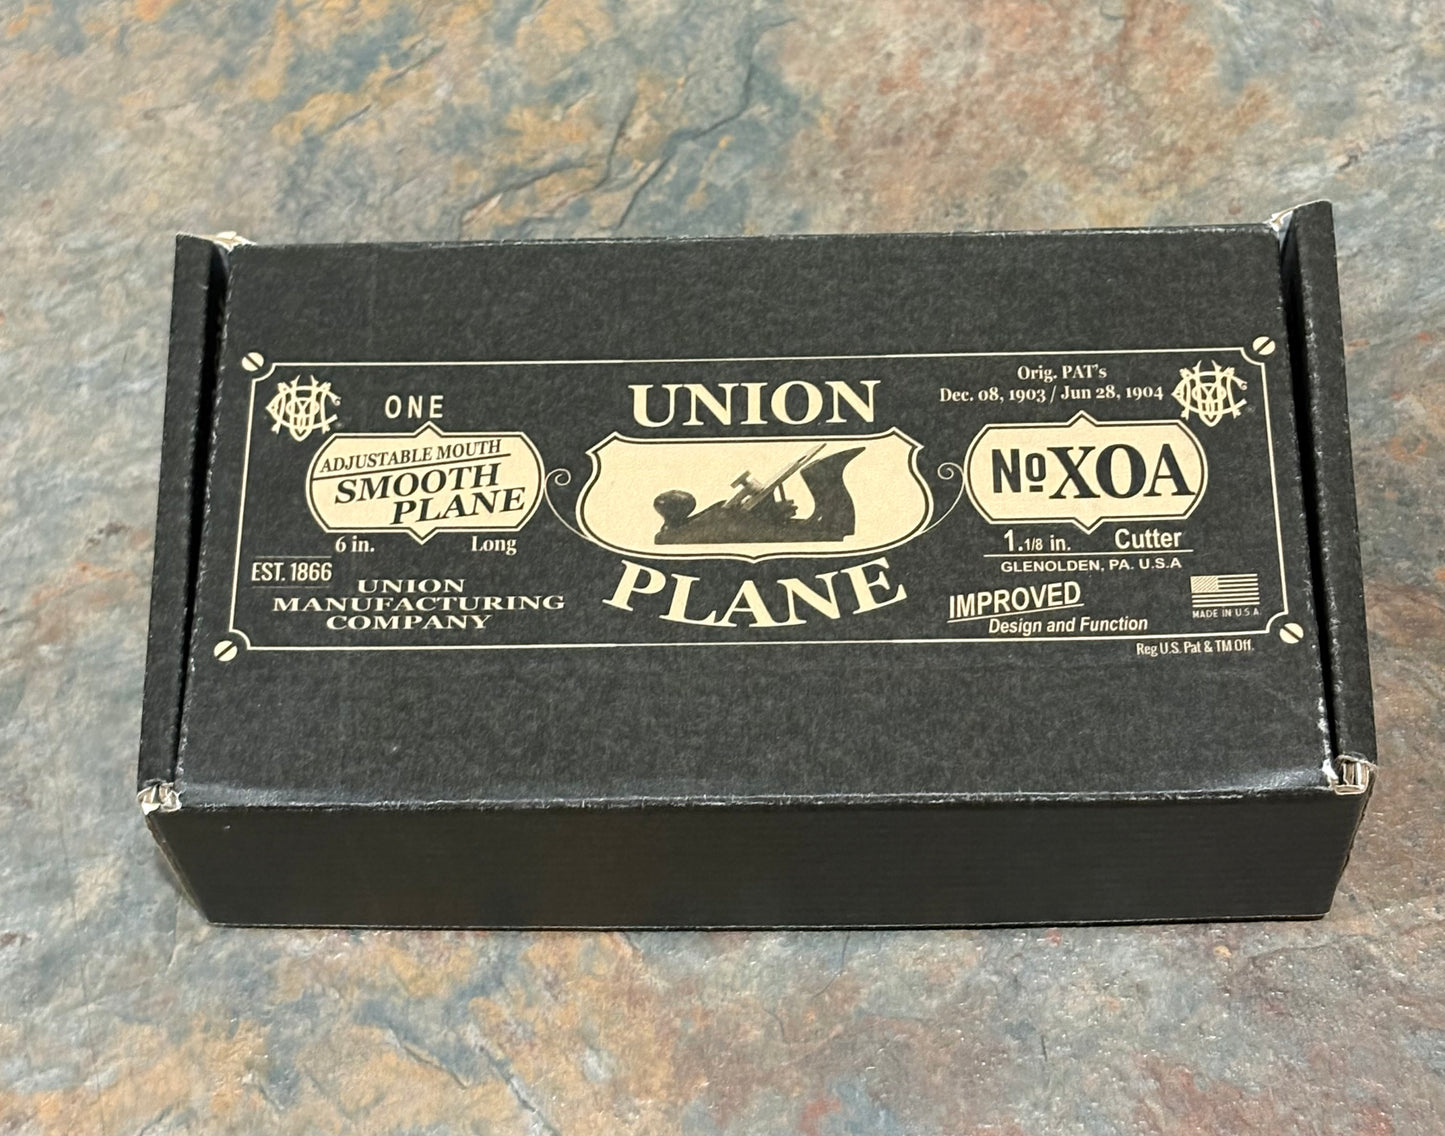 ONE
ADJUSTABLE MOUTH
SMOOTH
PLANE
6 in. Long
EST. 1866
UNION
MANUFACTURING
COMPANY
UNION
PLANE
Orig. PAT's
Dec. 08, 1903 / Jun 28, 1904
No XOA
1.1/8 in. Cutter
GLENOLDEN, PA. U.S.A
IMPROVED
Design and Function
MADE IN U.S.A
Reg U.S. Pat & TM Off.